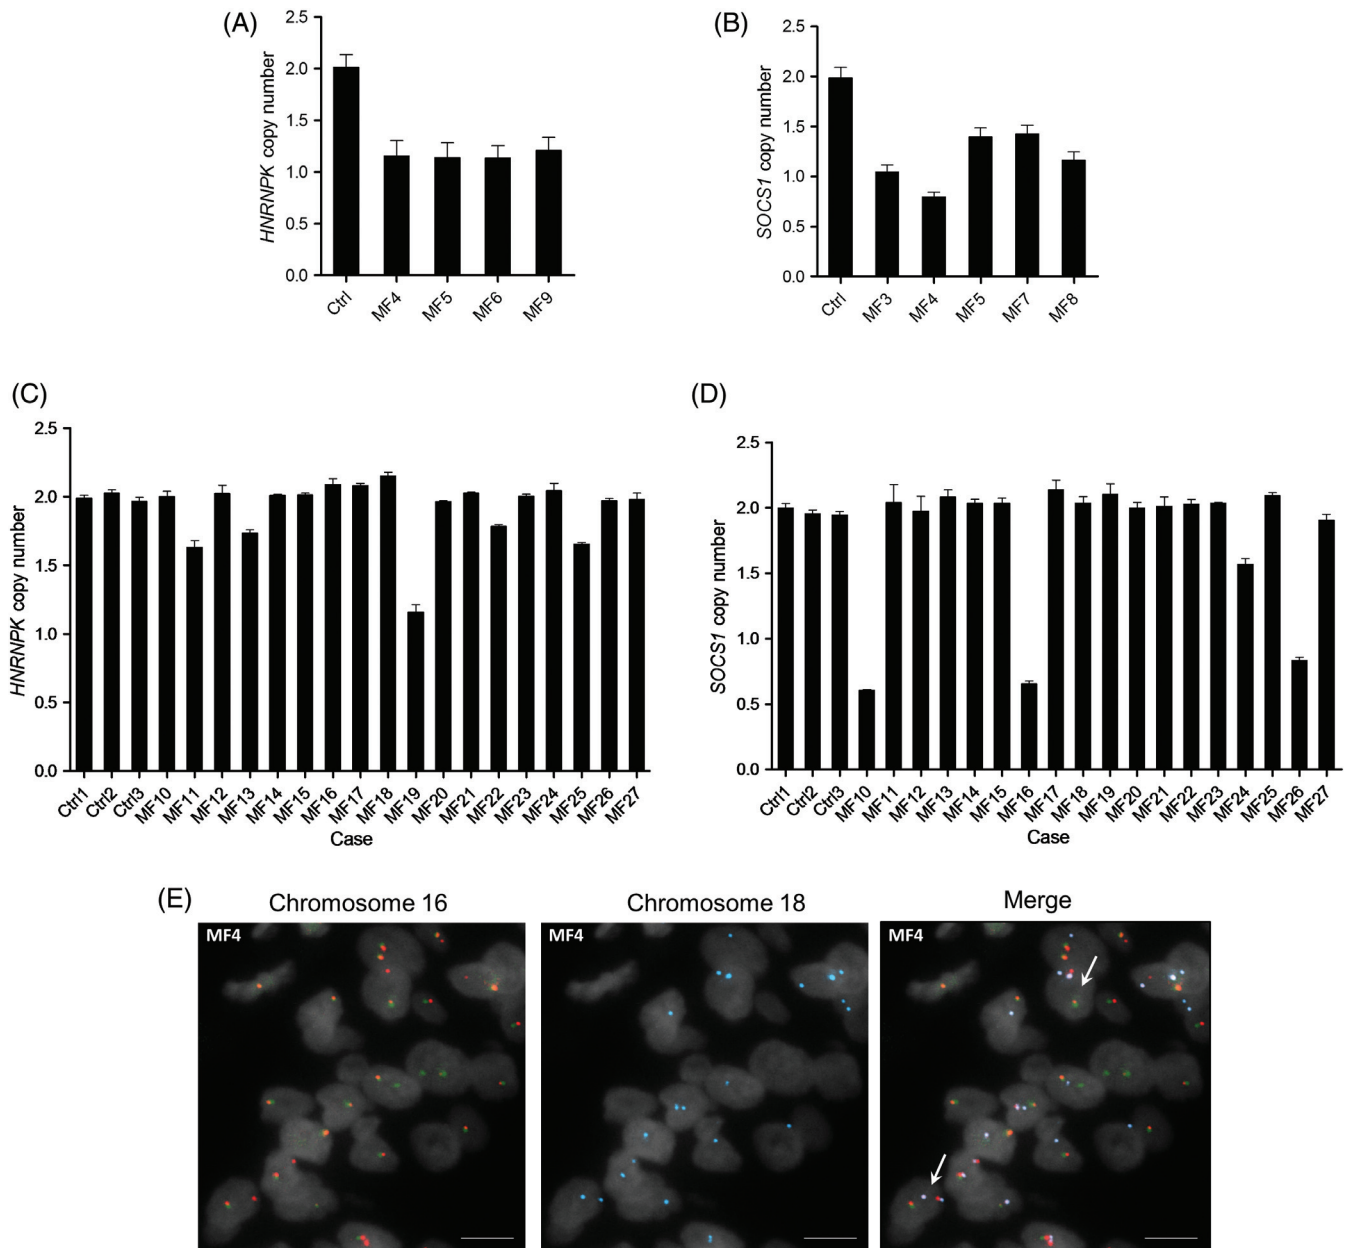 (A)
HNRNPK copy number
2.5
2.0
1.5
1.0
0.5
0.0
Ctrl
MF4
MF5
MF6
MF9
(B)
SOCS1 copy number
2.5
2.0
1.5
1.0
0.5
0.0
Ctrl
MF3
MF4
MF5
MF7
MF8
(C)
HNRNPK copy number
2.5
2.0
1.5
1.0
0.5
0.0
Ctrl1
Ctrl2
Ctrl3
MF10
MF11
MF12
MF13
MF14
MF15
MF16
MF17
MF18
MF19
MF20
MF21
MF22
MF23
MF24
MF25
MF26
MF27
Case
(D)
SOCS1 copy number
2.5
2.0
1.5
1.0
0.5
0.0
Ctrl1
Ctrl2
Ctrl3
MF10
MF11
MF12
MF13
MF14
MF15
MF16
MF17
MF18
MF19
MF20
MF21
MF22
MF23
MF24
MF25
MF26
MF27
Case
(E)
Chromosome 16
Chromosome 18
Merge
MF4
MF4
MF4